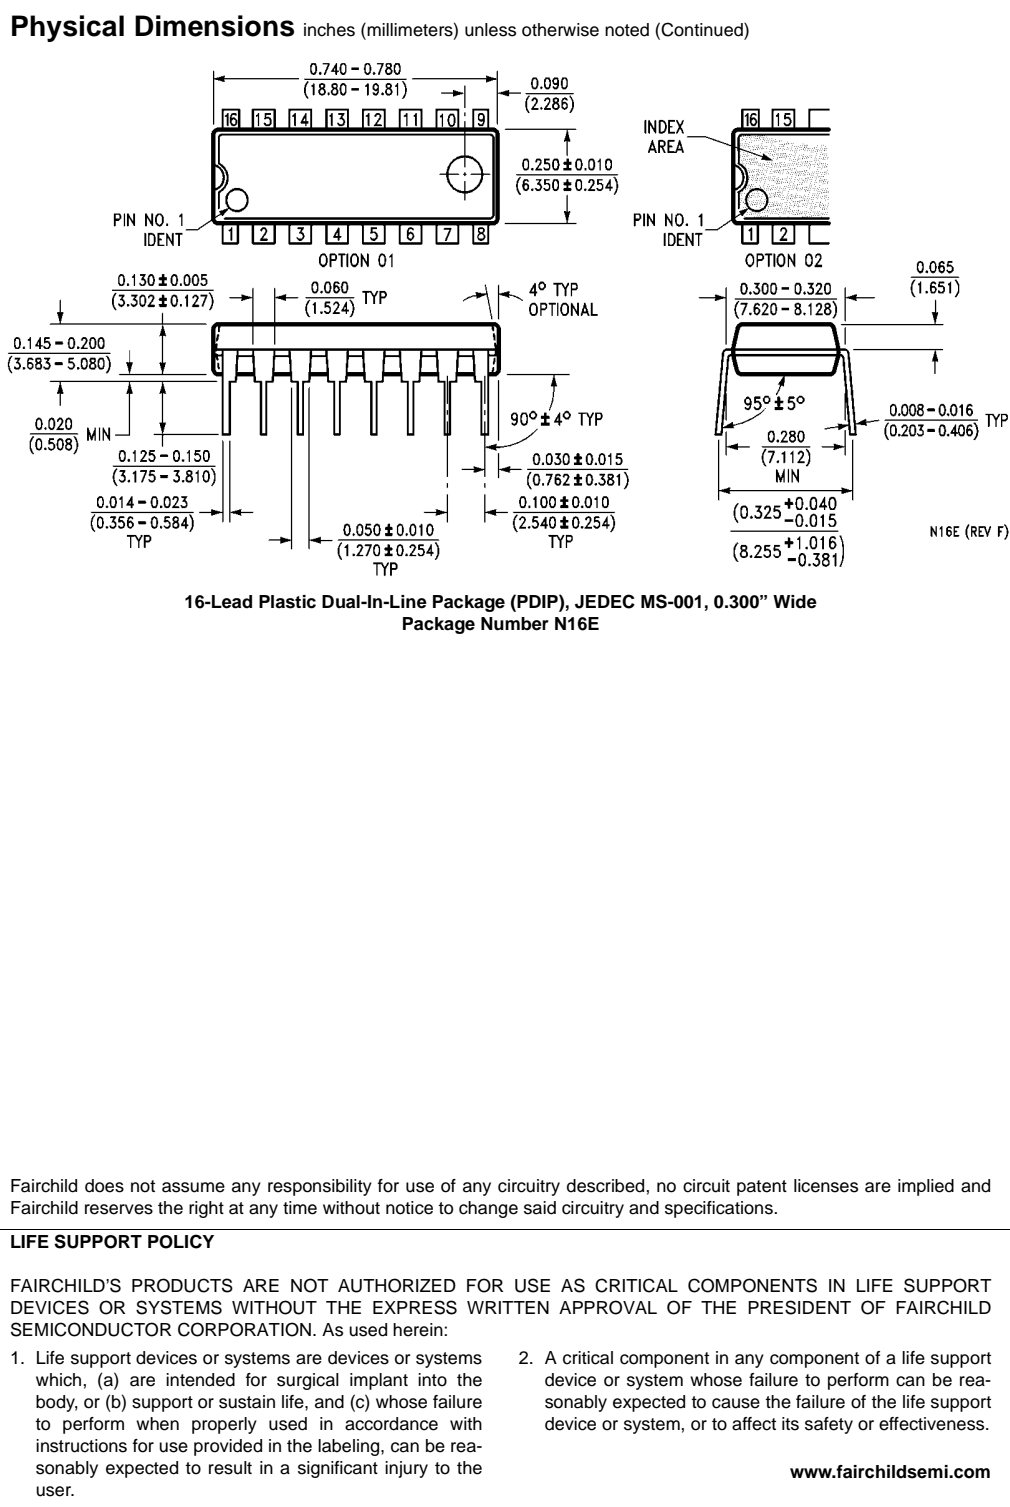 Physical Dimensions inches (millimeters) unless otherwise noted (Continued)
0.740 – 0.780
(18.80 – 19.81)
0.090
(2.286)
16 15 14 13 12 11 10 9
INDEX
AREA
16 15
0.250 ± 0.010
(6.350 ± 0.254)
PIN NO. 1
IDENT
1 2 3 4 5 6 7 8
OPTION 01
PIN NO. 1
IDENT
1 2
OPTION 02
0.130 ± 0.005
(3.302 ± 0.127)
0.060
(1.524)
TYP
4° TYP
OPTIONAL
0.300 – 0.320
(7.620 – 8.128)
0.065
(1.651)
0.145 – 0.200
(3.683 – 5.080)
0.020
(0.508)
MIN
0.125 – 0.150
(3.175 – 3.810)
90° ± 4° TYP
95° ± 5°
0.008 – 0.016
(0.203 – 0.406)
TYP
0.280
(7.112)
MIN
0.030 ± 0.015
(0.762 ± 0.381)
0.014 – 0.023
(0.356 – 0.584)
TYP
0.050 ± 0.010
(1.270 ± 0.254)
TYP
0.100 ± 0.010
(2.540 ± 0.254)
TYP
(0.325 +0.040
–0.015
(8.255 +1.016
–0.381)
N16E (REV F)
16-Lead Plastic Dual-In-Line Package (PDIP), JEDEC MS-001, 0.300” Wide
Package Number N16E
Fairchild does not assume any responsibility for use of any circuitry described, no circuit patent licenses are implied and
Fairchild reserves the right at any time without notice to change said circuitry and specifications.
LIFE SUPPORT POLICY
FAIRCHILD’S PRODUCTS ARE NOT AUTHORIZED FOR USE AS CRITICAL COMPONENTS IN LIFE SUPPORT
DEVICES OR SYSTEMS WITHOUT THE EXPRESS WRITTEN APPROVAL OF THE PRESIDENT OF FAIRCHILD
SEMICONDUCTOR CORPORATION. As used herein:
1. Life support devices or systems are devices or systems
which, (a) are intended for surgical implant into the
body, or (b) support or sustain life, and (c) whose failure
to perform when properly used in accordance with
instructions for use provided in the labeling, can be rea-
sonably expected to result in a significant injury to the
user.
2. A critical component in any component of a life support
device or system whose failure to perform can be rea-
sonably expected to cause the failure of the life support
device or system, or to affect its safety or effectiveness.
www.fairchildsemi.com